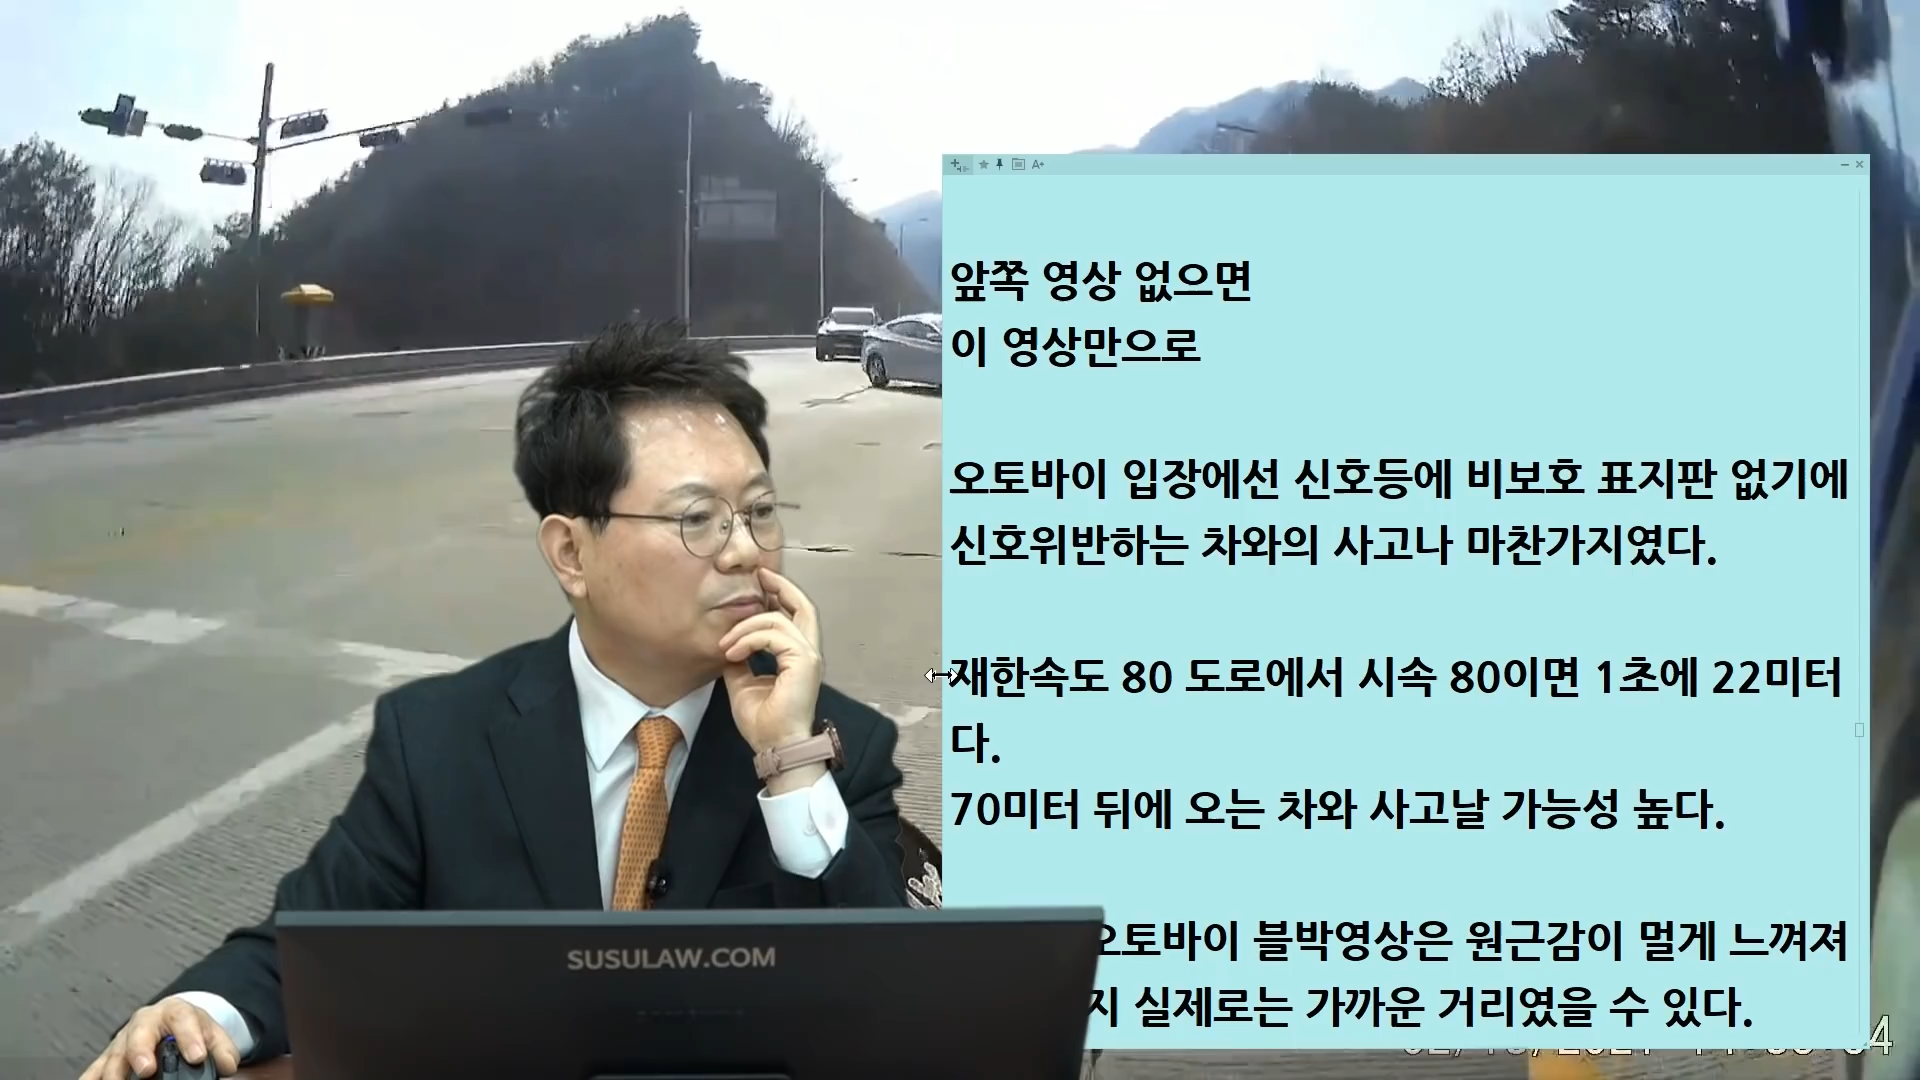 앞쪽 영상 없으면
이 영상만으로
오토바이 입장에선 신호등에 비보호 표지판 없기에
신호위반하는 차와의 사고나 마찬가지였다.
재한속도 80 도로에서 시속 80이면 1초에 22미터
다.
70미터 뒤에 오는 차와 사고날 가능성 높다.
오토바이 블박영상은 원근감이 멀게 느껴져
지 실제로는 가까운 거리였을 수 있다.
SUSULAW.COM